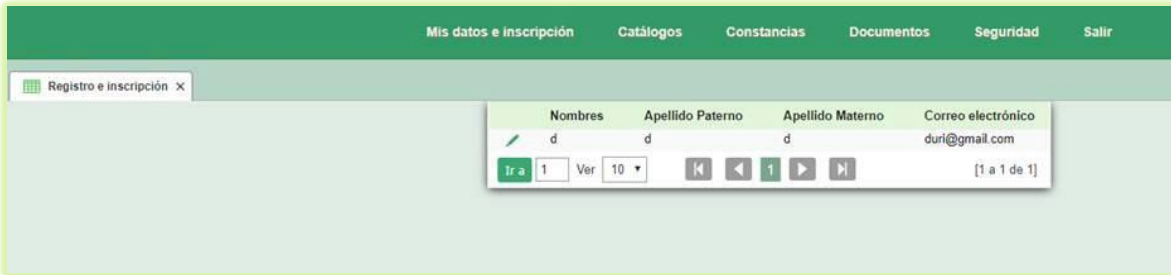 Mis datos e inscripción Catálogos Constancias Documentos Seguridad Salir
Registro e inscripción X
Nombres Apellido Paterno Apellido Materno Correo electrónico
d d d duri@gmail.com
Ir a 1 Ver 10 1 [1 a 1 de 1]